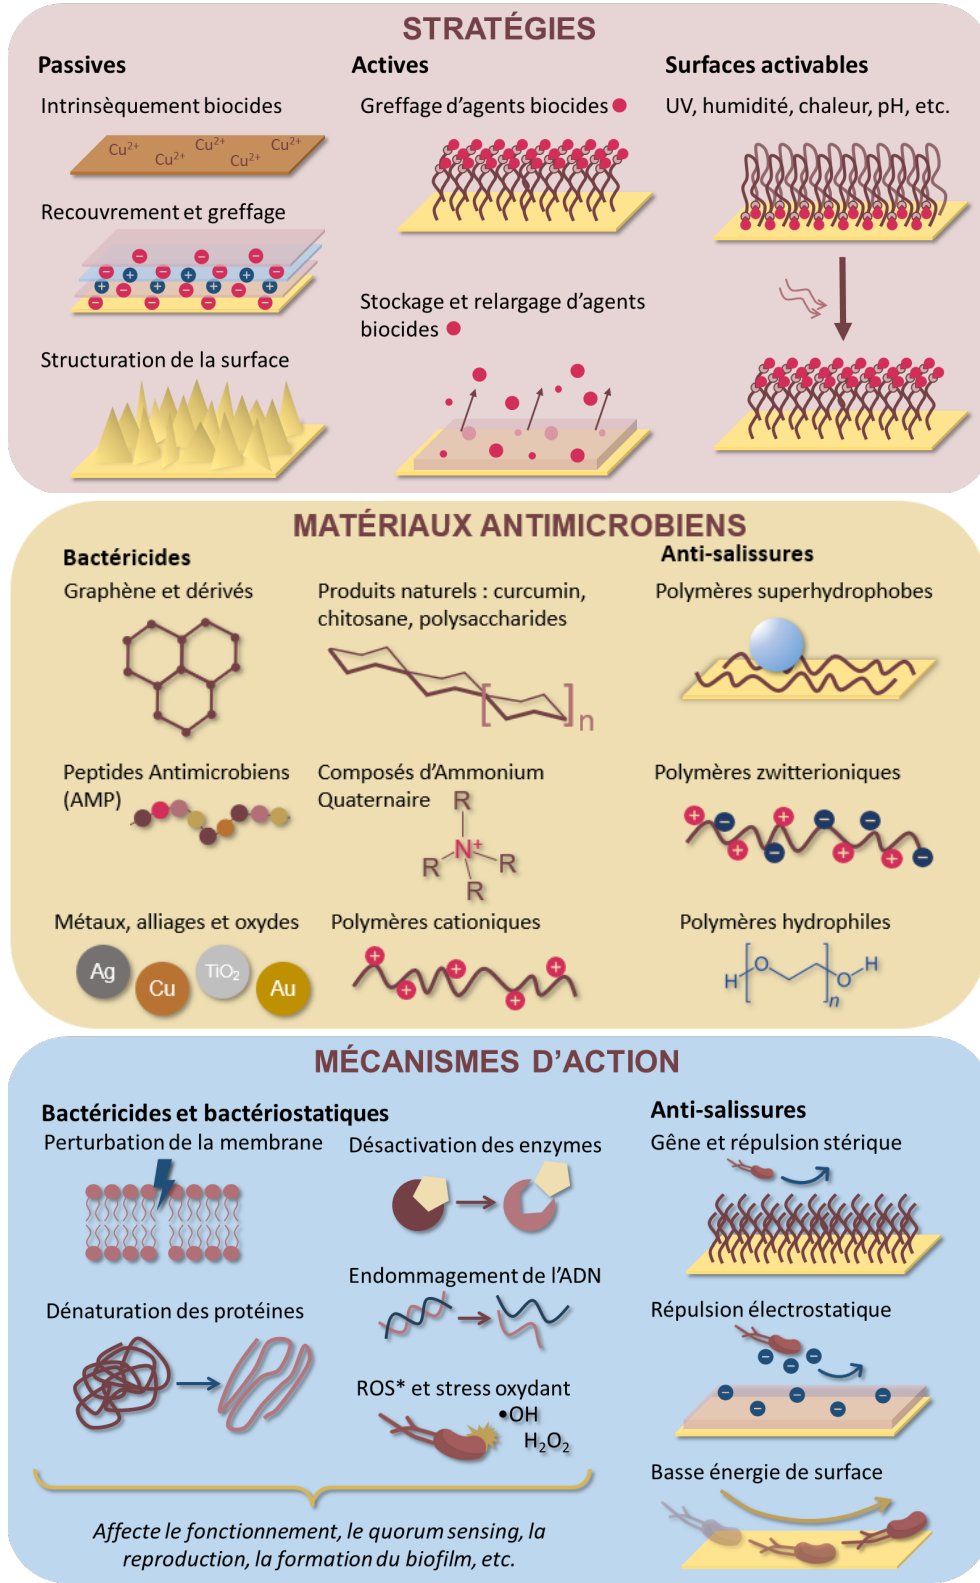 STRATÉGIES
Passives
Intrinsèquement biocides
Cu2+
Cu2+
Cu2+
Cu2+
Cu2+
Recouvrement et greffage
Structuration de la surface
Actives
Greffage d'agents biocides
Stockage et relargage d'agents
biocides
Surfaces activables
UV, humidité, chaleur, pH, etc.
MATÉRIAUX ANTIMICROBIENS
Bactéricides
Graphène et dérivés
Produits naturels : curcumin,
chitosane, polysaccharides
n
Peptides Antimicrobiens
(AMP)
Composés d'Ammonium
Quaternaire
R
N+
R
R
R
Métaux, alliages et oxydes
Ag
Cu
TiO2
Au
Polymères cationiques
Anti-salissures
Polymères superhydrophobes
Polymères zwitterioniques
Polymères hydrophiles
H
O
n
O
H
MÉCANISMES D'ACTION
Bactéricides et bactériostatiques
Perturbation de la membrane
Désactivation des enzymes
Endommagement de l'ADN
Dénaturation des protéines
ROS* et stress oxydant
•OH
H2O2
Affecte le fonctionnement, le quorum sensing, la
reproduction, la formation du biofilm, etc.
Anti-salissures
Gêne et répulsion stérique
Répulsion électrostatique
Basse énergie de surface